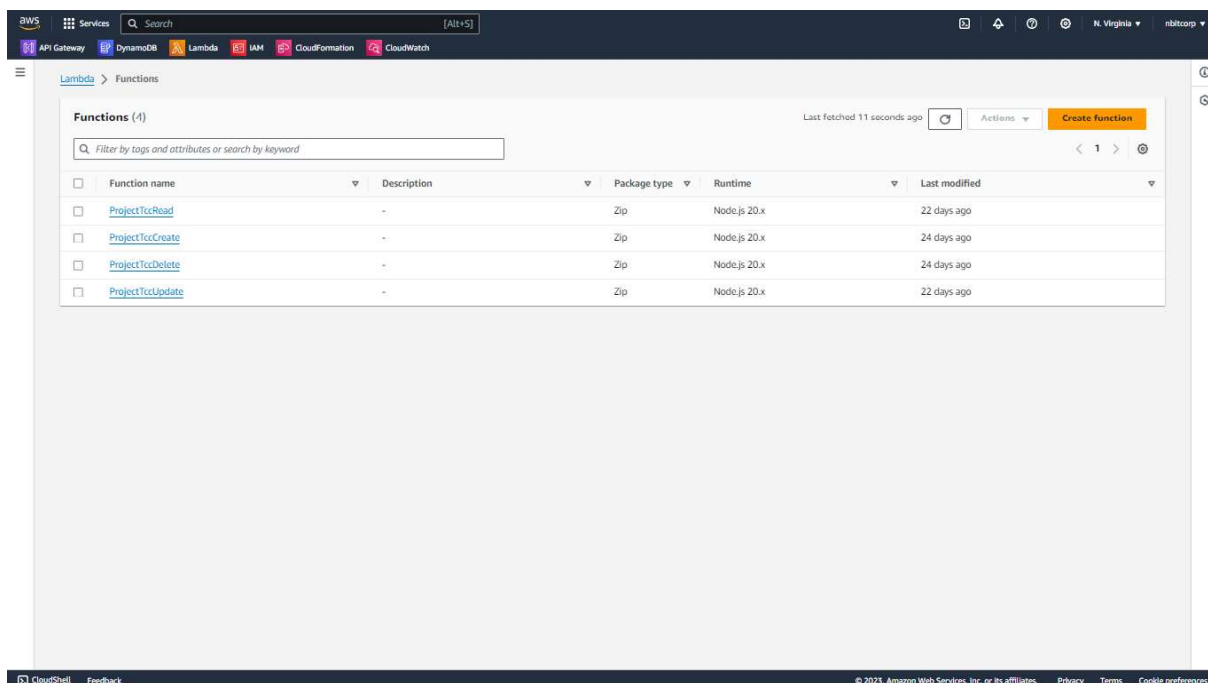 aws Services Search [Alt+S] N. Virginia nbitcorp
API Gateway DynamoDB Lambda IAM CloudFormation CloudWatch
Lambda > Functions
Functions (4) Last fetched 11 seconds ago Actions Create function
Filter by tags and attributes or search by keyword < 1 >
Function name Description Package type Runtime Last modified
ProjectTccRead - Zip Node.js 20.x 22 days ago
ProjectTccCreate - Zip Node.js 20.x 24 days ago
ProjectTccDelete - Zip Node.js 20.x 24 days ago
ProjectTccUpdate - Zip Node.js 20.x 22 days ago
CloudShell Feedback © 2023, Amazon Web Services, Inc. or its affiliates. Privacy Terms Cookie preferences